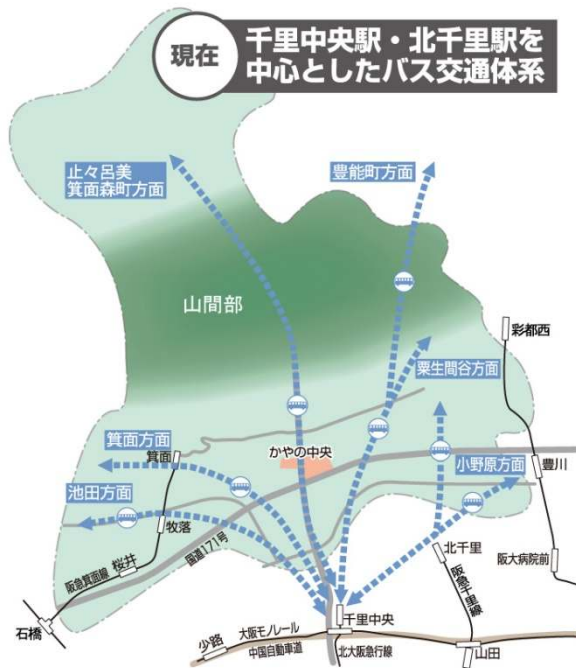 現在
千里中央駅・北千里駅を
中心としたバス交通体系
止々呂美
箕面森町方面
豊能町方面
山間部
彩都西
粟生間谷方面
箕面方面
箕面
かやの中央
小野原方面
豊川
池田方面
牧落
国道171号
北千里
阪大病院前
阪急箕面線
桜井
阪急千里線
石橋
千里中央
少路
大阪モノレール
中国自動車道
北大阪急行線
山田